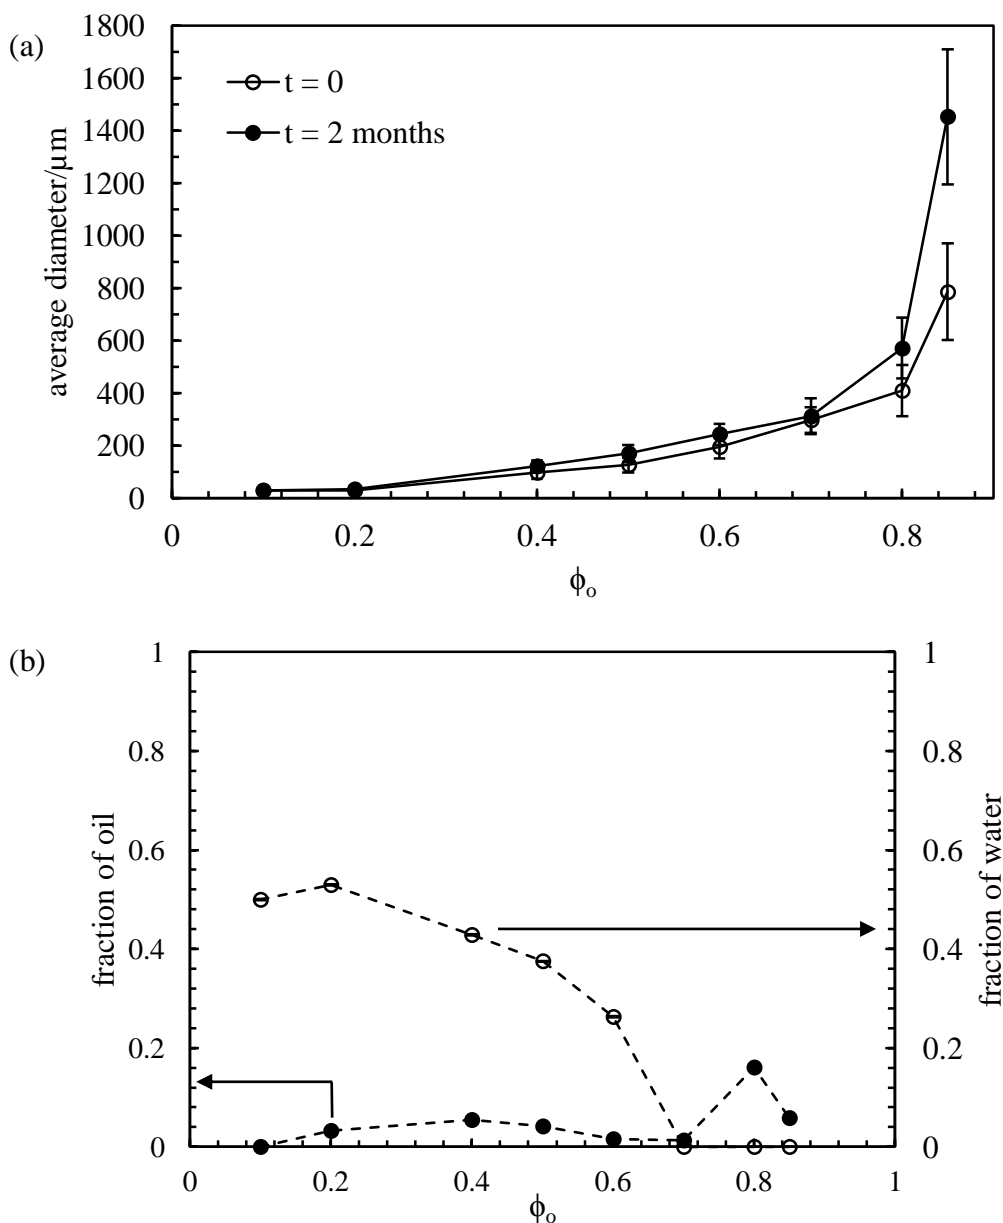 (a)
1800
1600
1400
1200
1000
800
600
400
200
0
average diameter/µm
t = 0
t = 2 months
0 0.2 0.4 0.6 0.8
ϕo
(b)
1
0.8
0.6
0.4
0.2
0
fraction of oil
1
0.8
0.6
0.4
0.2
0
fraction of water
0 0.2 0.4 0.6 0.8 1
ϕo